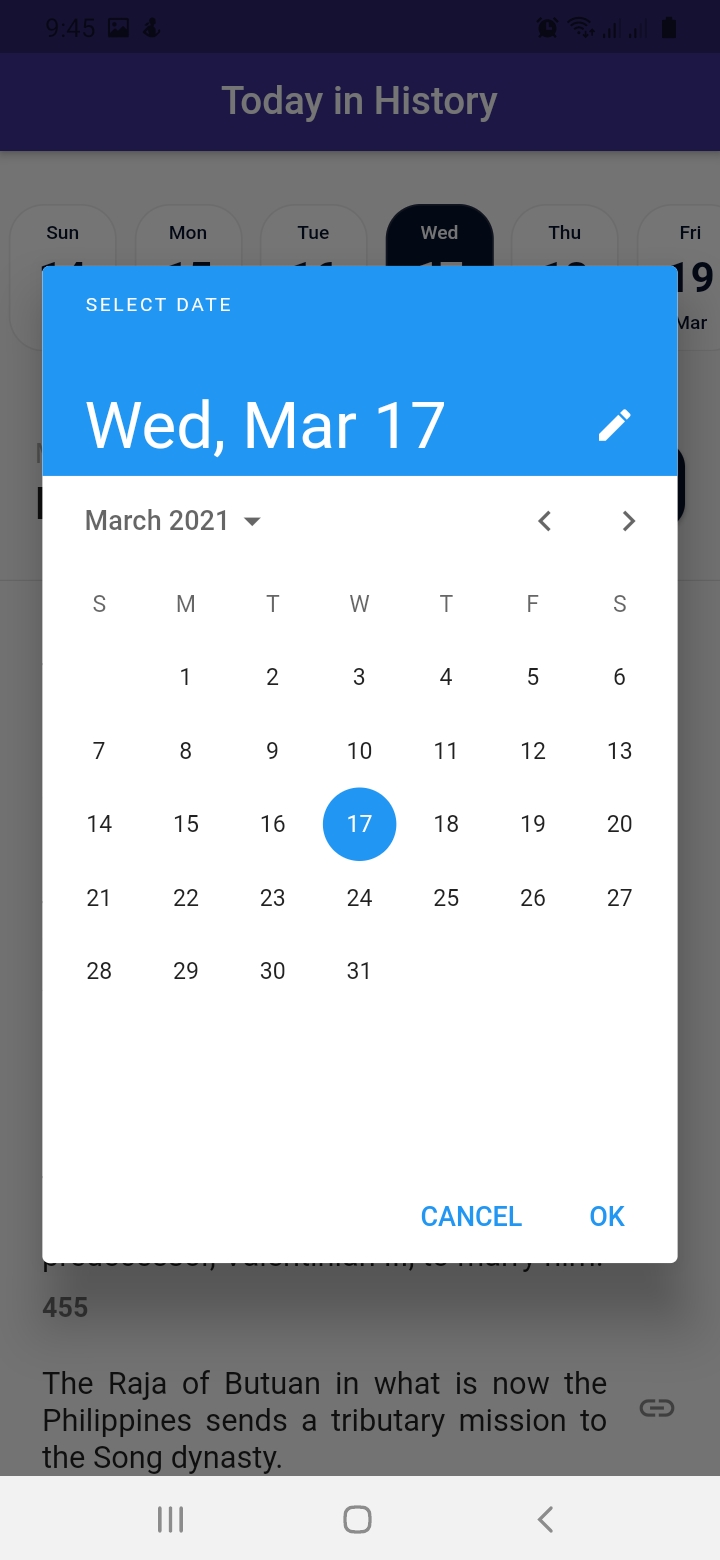 9:45
Today in History
Sun Mon Tue Wed Thu Fri
19
Mar
SELECT DATE
Wed, Mar 17
March 2021
S M T W T F S
1 2 3 4 5 6
7 8 9 10 11 12 13
14 15 16 17 18 19 20
21 22 23 24 25 26 27
28 29 30 31
CANCEL OK
455
The Raja of Butuan in what is now the
Philippines sends a tributary mission to
the Song dynasty.